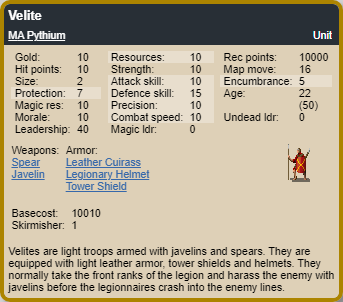 Velite
MA Pythium Unit
Gold: 10 Resources: 10 Rec points: 10000
Hit points: 10 Strength: 10 Map move: 16
Size: 2 Attack skill: 10 Encumbrance: 5
Protection: 7 Defence skill: 15 Age: 22
Magic res: 10 Precision: 10 (50)
Morale: 10 Combat speed: 10 Undead ldr: 0
Leadership: 40 Magic ldr: 0
Weapons: Armor:
Spear Leather Cuirass
Javelin Legionary Helmet
Tower Shield
Basecost: 10010
Skirmisher: 1
Velites are light troops armed with javelins and spears. They are
equipped with light leather armor, tower shields and helmets. They
normally take the front ranks of the legion and harass the enemy with
javelins before the legionnaires crash into the enemy lines.